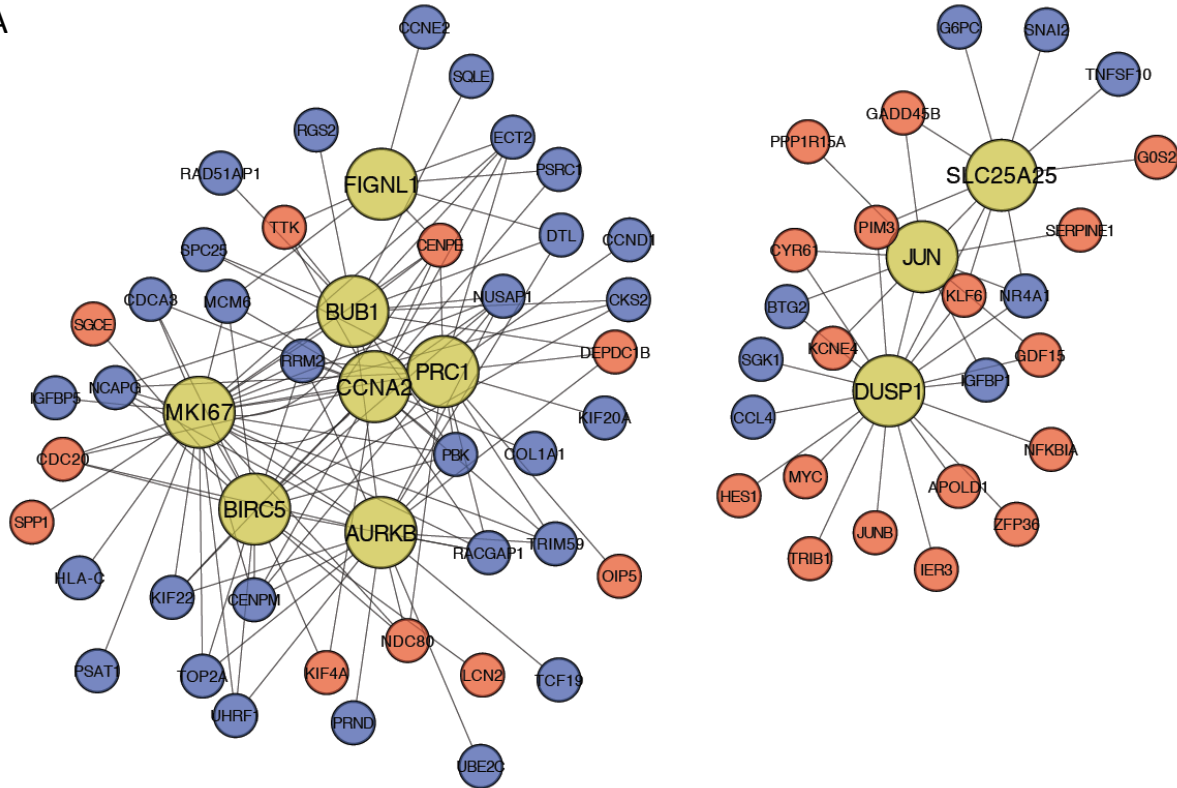 A
CCNE2
SQLE
RGS2
ECT2
RAD51AP1
PSRC1
FIGNL1
TTK
SPC25
CENPE
DTL
CCND1
CDCA3
MCM6
NUSAP1
CKS2
SGCE
BUB1
RRM2
DEPDC1B
PRC1
CCNA2
IGFBP5
NCAPG
MKI67
KIF20A
CDC20
PBK
COL1A1
BIRC5
SPP1
AURKB
RACGAP1
TRIM59
HLA-C
OIP5
KIF22
CENPM
NDC80
PSAT1
TOP2A
KIF4A
LCN2
TCF19
UHRF1
PRND
UBE2C
G6PC
SNAI2
TNFSF10
GADD45B
PPP1R15A
G0S2
SLC25A25
PIM3
SERPINE1
CYR61
JUN
BTG2
KLF6
NR4A1
SGK1
KCNE4
GDF15
IGFBP1
DUSP1
CCL4
NFKBIA
MYC
HES1
APOLD1
ZFP36
JUNB
TRIB1
IER3